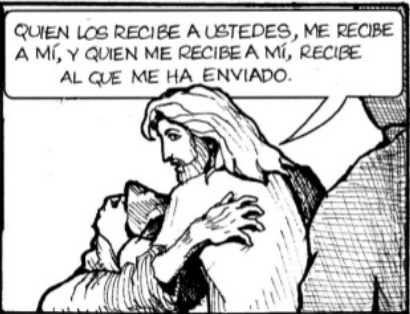 QUIEN LOS RECIBE A USTEDES, ME RECIBE
A MÍ, Y QUIEN ME RECIBE A MÍ, RECIBE
AL QUE ME HA ENVIADO.